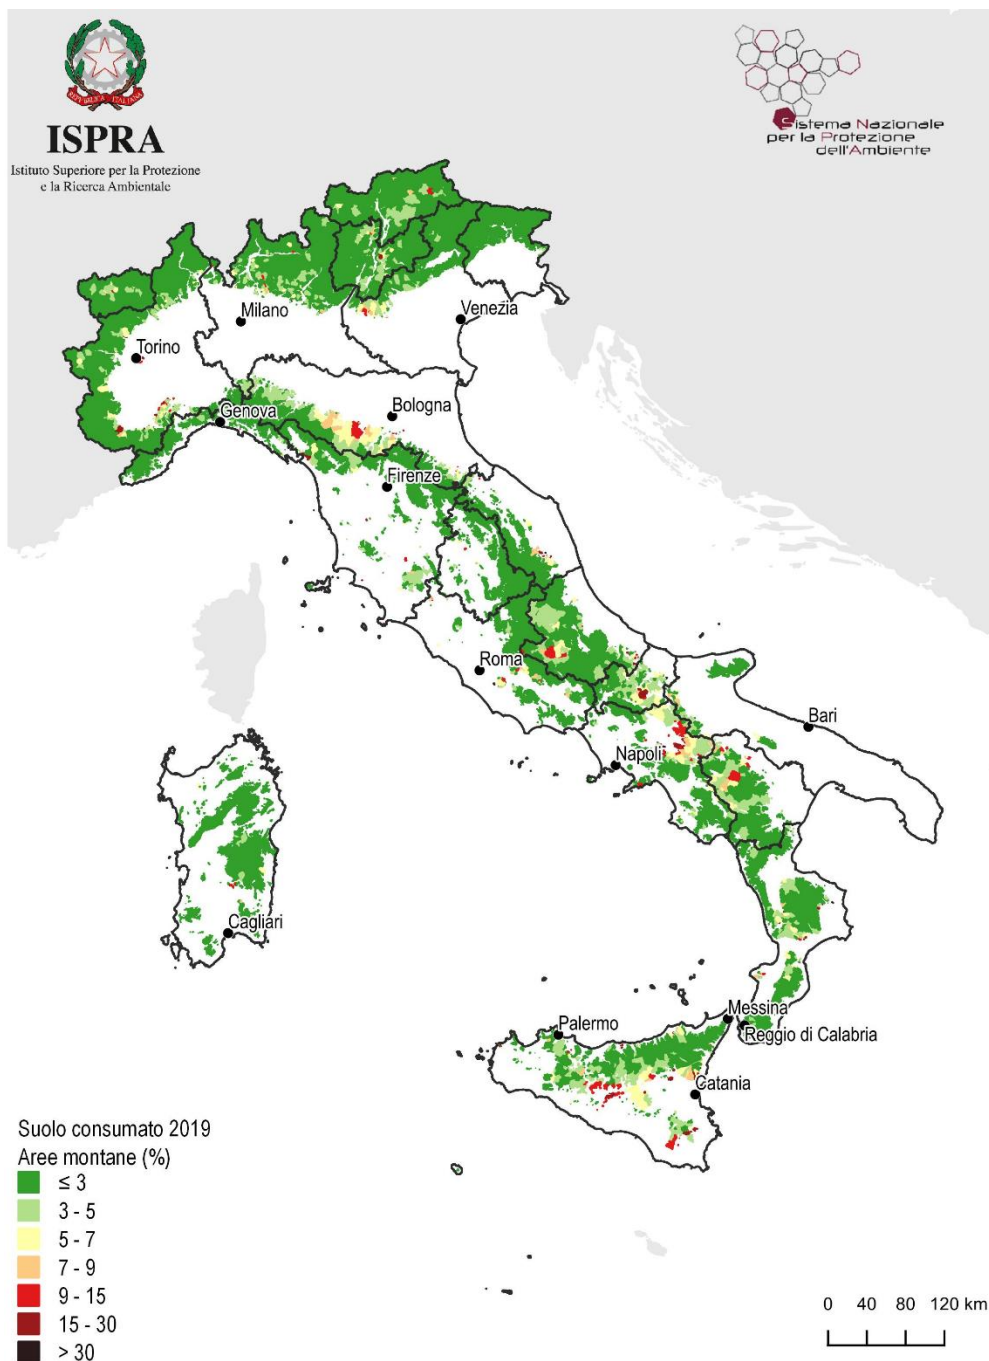 REPVBBLICA ITALIANA
ISPRA
Istituto Superiore per la Protezione
e la Ricerca Ambientale
Sistema Nazionale
per la Protezione
dell'Ambiente
Milano
Venezia
Torino
Genova
Bologna
Firenze
Roma
Bari
Napoli
Cagliari
Messina
Palermo
Reggio di Calabria
Catania
Suolo consumato 2019
Aree montane (%)
≤ 3
3 - 5
5 - 7
7 - 9
9 - 15
15 - 30
> 30
0 40 80 120 km